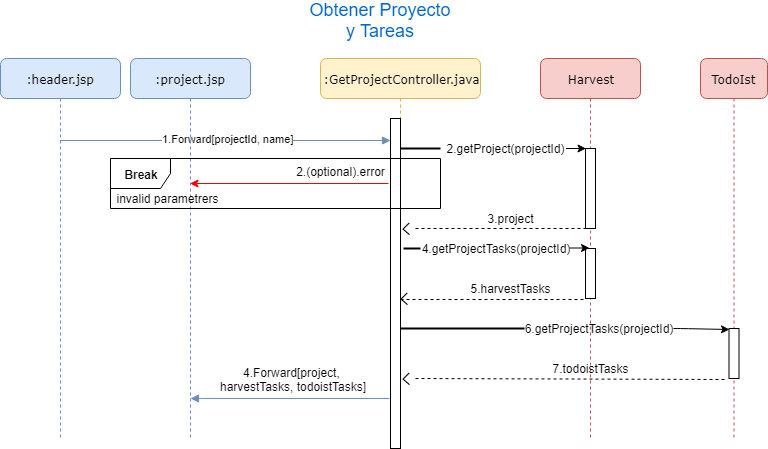 Obtener Proyecto
y Tareas
:header.jsp
:project.jsp
:GetProjectController.java
Harvest
TodoIst
1.Forward[projectId, name]
2.getProject(projectId)
Break
2.(optional).error
invalid parametrers
3.project
4.getProjectTasks(projectId)
5.harvestTasks
6.getProjectTasks(projectId)
7.todoistTasks
4.Forward[project,
harvestTasks, todoistTasks]